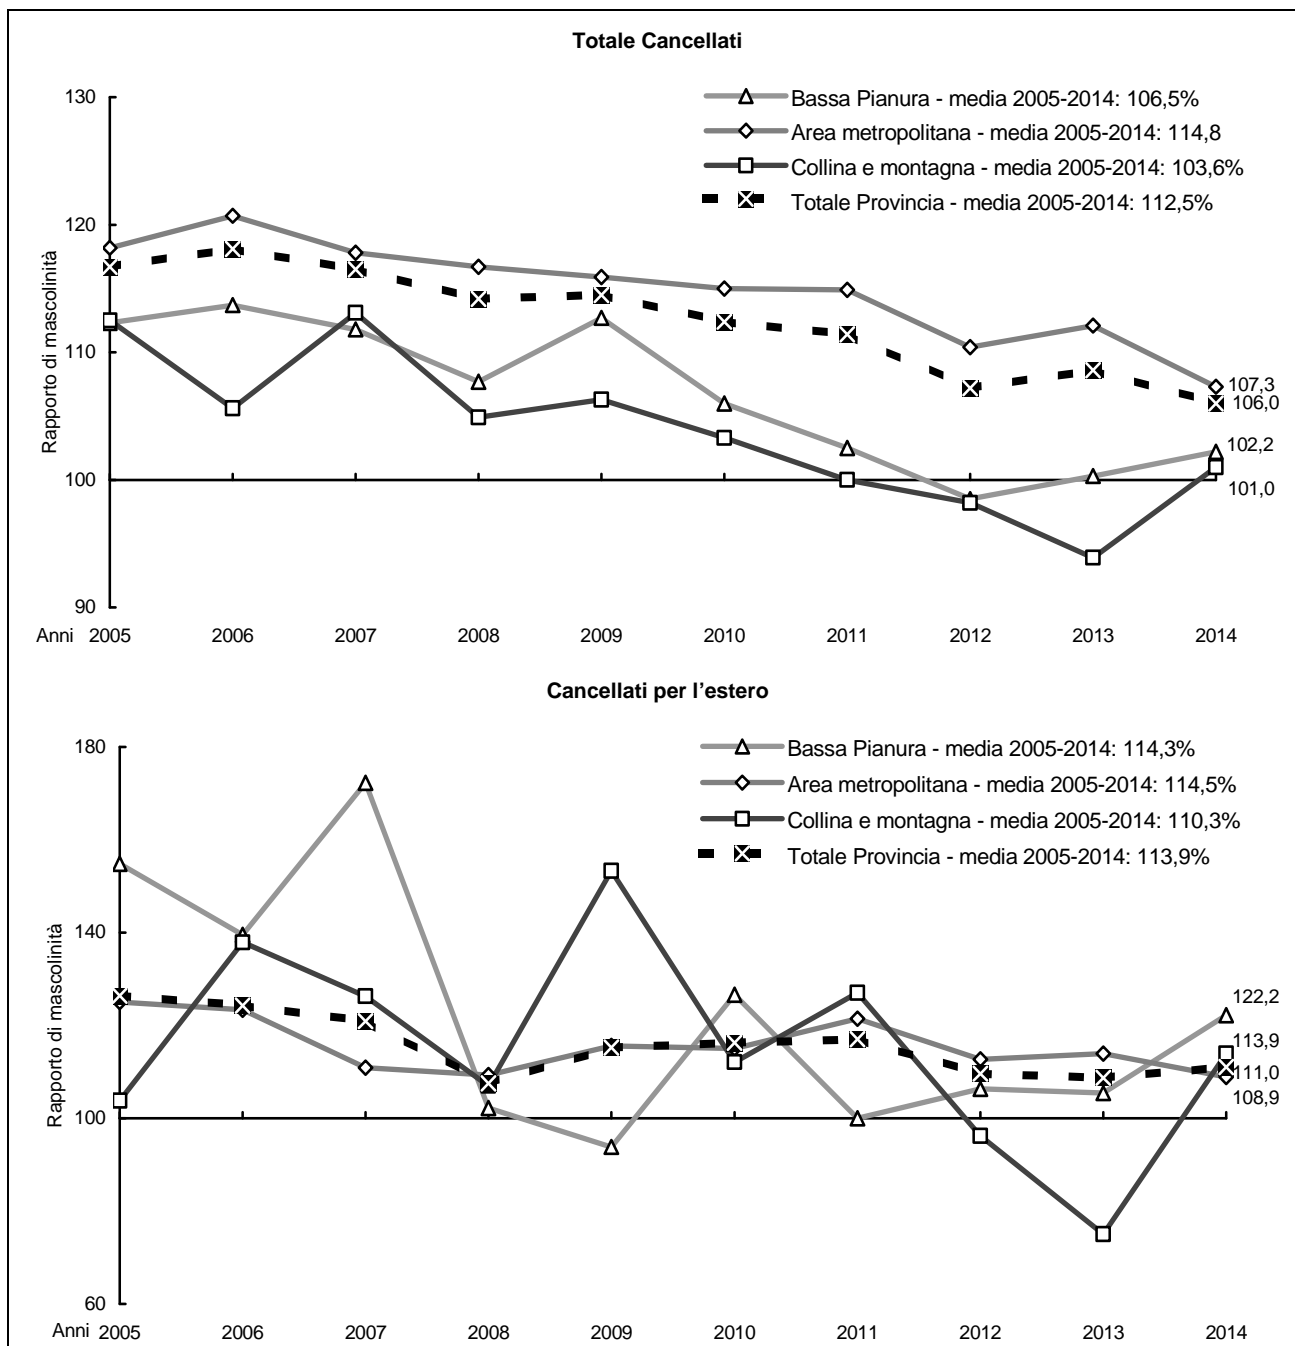 Totale Cancellati
130
Bassa Pianura - media 2005-2014: 106,5%
Area metropolitana - media 2005-2014: 114,8
Collina e montagna - media 2005-2014: 103,6%
Totale Provincia - media 2005-2014: 112,5%
120
110
100
90
Rapporto di mascolinità
107,3
106,0
102,2
101,0
Anni 2005 2006 2007 2008 2009 2010 2011 2012 2013 2014
Cancellati per l'estero
180
Bassa Pianura - media 2005-2014: 114,3%
Area metropolitana - media 2005-2014: 114,5%
Collina e montagna - media 2005-2014: 110,3%
Totale Provincia - media 2005-2014: 113,9%
140
100
60
Rapporto di mascolinità
122,2
113,9
111,0
108,9
Anni 2005 2006 2007 2008 2009 2010 2011 2012 2013 2014